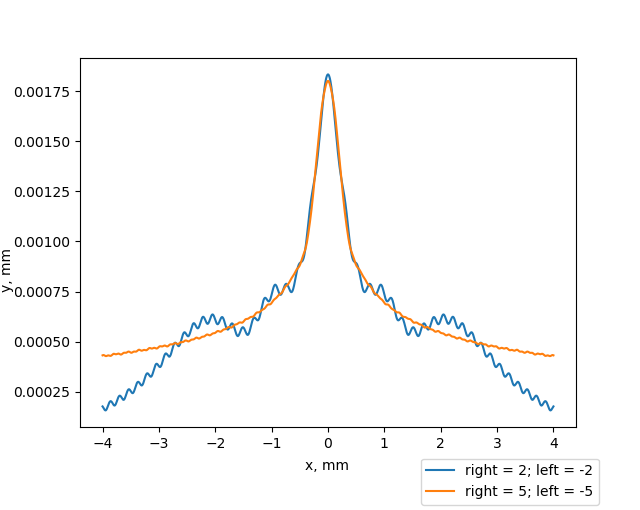 0.00175
0.00150
0.00125
0.00100
0.00075
0.00050
0.00025
y, mm
−4 −3 −2 −1 0 1 2 3 4
x, mm
right = 2; left = -2
right = 5; left = -5